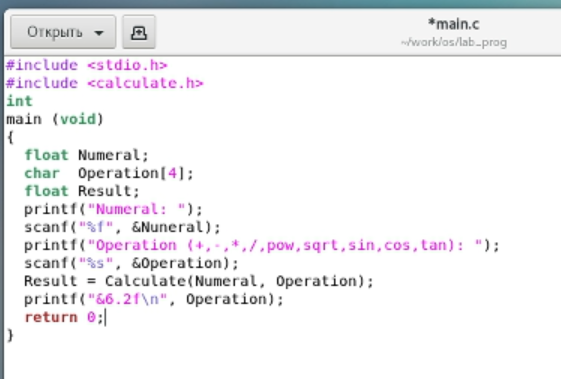 Открыть
*main.c
~/work/os/lab_prog
#include <stdio.h>
#include <calculate.h>
int
main (void)
{
  float Numeral;
  char  Operation[4];
  float Result;
  printf("Numeral: ");
  scanf("%f", &Nuneral);
  printf("Operation (+,-,*,/,pow,sqrt,sin,cos,tan): ");
  scanf("%s", &Operation);
  Result = Calculate(Numeral, Operation);
  printf("&6.2f\n", Operation);
  return 0;
}